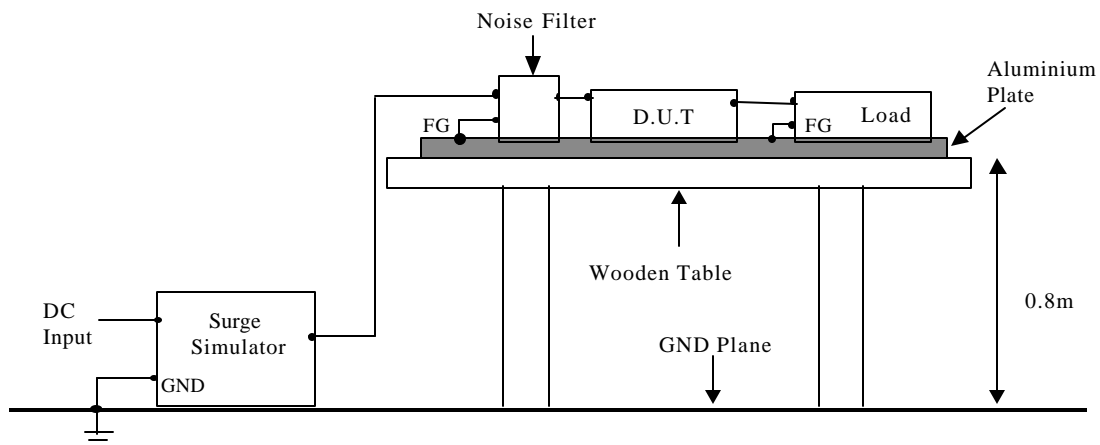 Noise Filter
Aluminium
Plate
FG
D.U.T
FG
Load
Wooden Table
DC
Input
Surge
Simulator
GND
GND Plane
0.8m